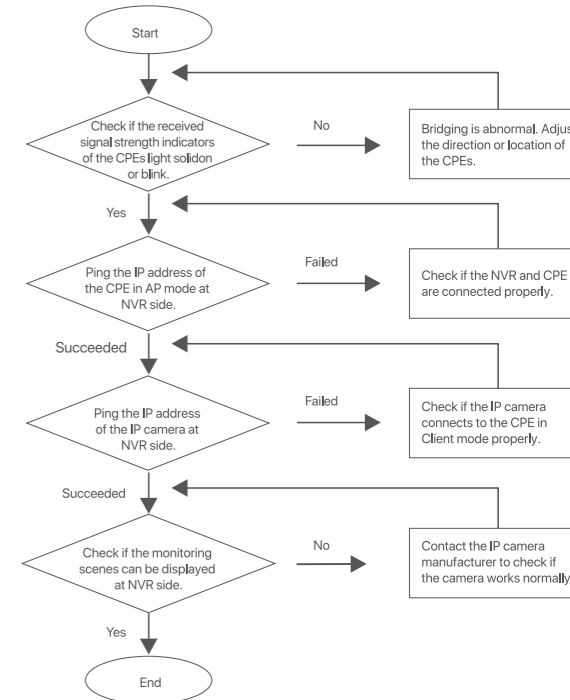 Start
Check if the received
signal strength indicators
of the CPEs light solidon
or blink.
No
Bridging is abnormal. Adjus
the direction or location of
the CPEs.
Yes
Ping the IP address of
the CPE in AP mode at
NVR side.
Failed
Check if the NVR and CPE
are connected properly.
Succeeded
Ping the IP address
of the IP camera at
NVR side.
Failed
Check if the IP camera
connects to the CPE in
Client mode properly.
Succeeded
Check if the monitoring
scenes can be displayed
at NVR side.
No
Contact the IP camera
manufacturer to check if
the camera works normally
Yes
End